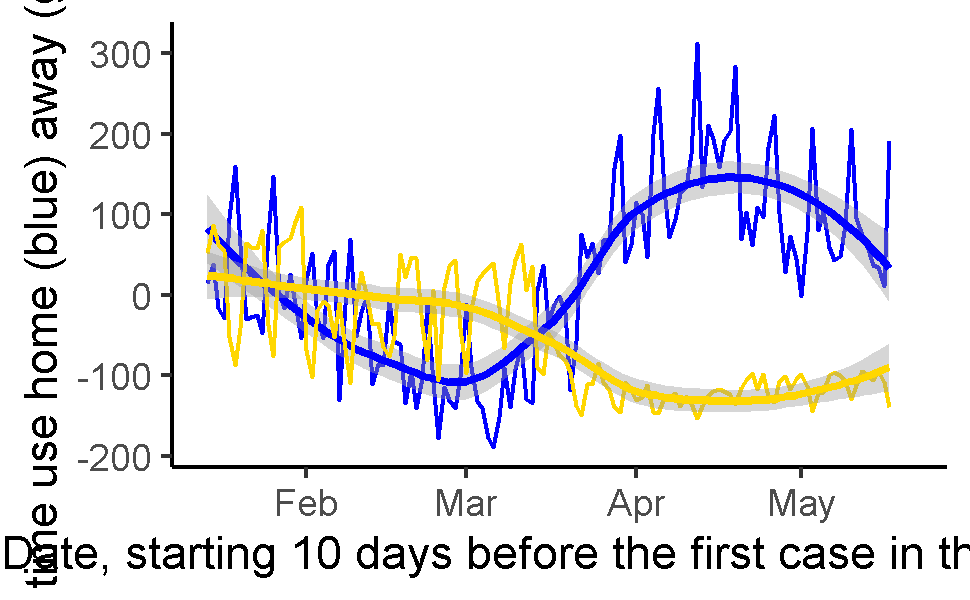 time use home (blue) away (
300
200
100
0
-100
-200
Feb Mar Apr May
Date, starting 10 days before the first case in th